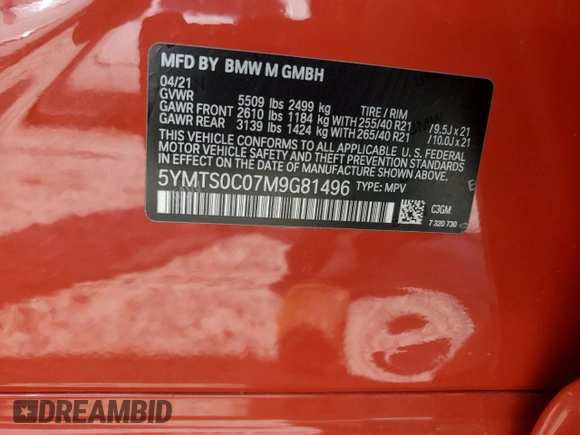 MFD BY BMW M GMBH
04/21
GVWR 5509 lbs 2499 kg TIRE / RIM
GAWR FRONT 2610 lbs 1184 kg WITH 255/40 R21 / 9.5J x 21
GAWR REAR 3139 lbs 1424 kg WITH 265/40 R21 / 10.0J x 21
THIS VEHICLE CONFORMS TO ALL APPLICABLE U.S. FEDERAL
MOTOR VEHICLE SAFETY AND THEFT PREVENTION STANDARDS
IN EFFECT ON THE DATE OF MANUFACTURE SHOWN ABOVE.
5YMTS0C07M9G81496 TYPE: MPV
C3GM
7 320 730
DREAMBID